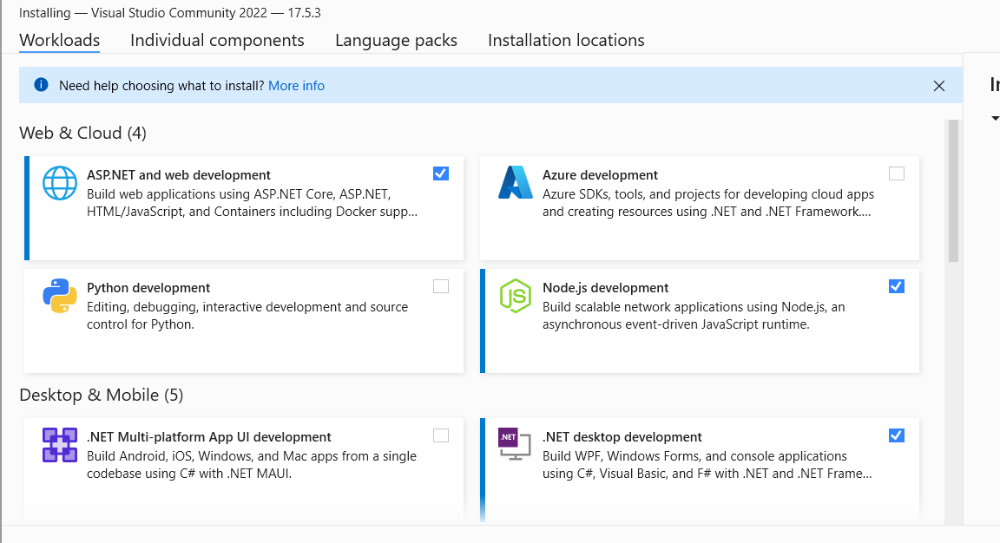 Installing — Visual Studio Community 2022 — 17.5.3
Workloads Individual components Language packs Installation locations
Need help choosing what to install? More info
Web & Cloud (4)
ASP.NET and web development
Build web applications using ASP.NET Core, ASP.NET,
HTML/JavaScript, and Containers including Docker supp...
Azure development
Azure SDKs, tools, and projects for developing cloud apps
and creating resources using .NET and .NET Framework....
Python development
Editing, debugging, interactive development and source
control for Python.
JS
Node.js development
Build scalable network applications using Node.js, an
asynchronous event-driven JavaScript runtime.
Desktop & Mobile (5)
.NET Multi-platform App UI development
Build Android, iOS, Windows, and Mac apps from a single
codebase using C# with .NET MAUI.
.NET
.NET desktop development
Build WPF, Windows Forms, and console applications
using C#, Visual Basic, and F# with .NET and .NET Frame...